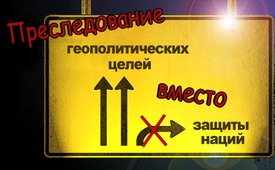 Преследование
геополитических
целей
вместо
защиты
наций